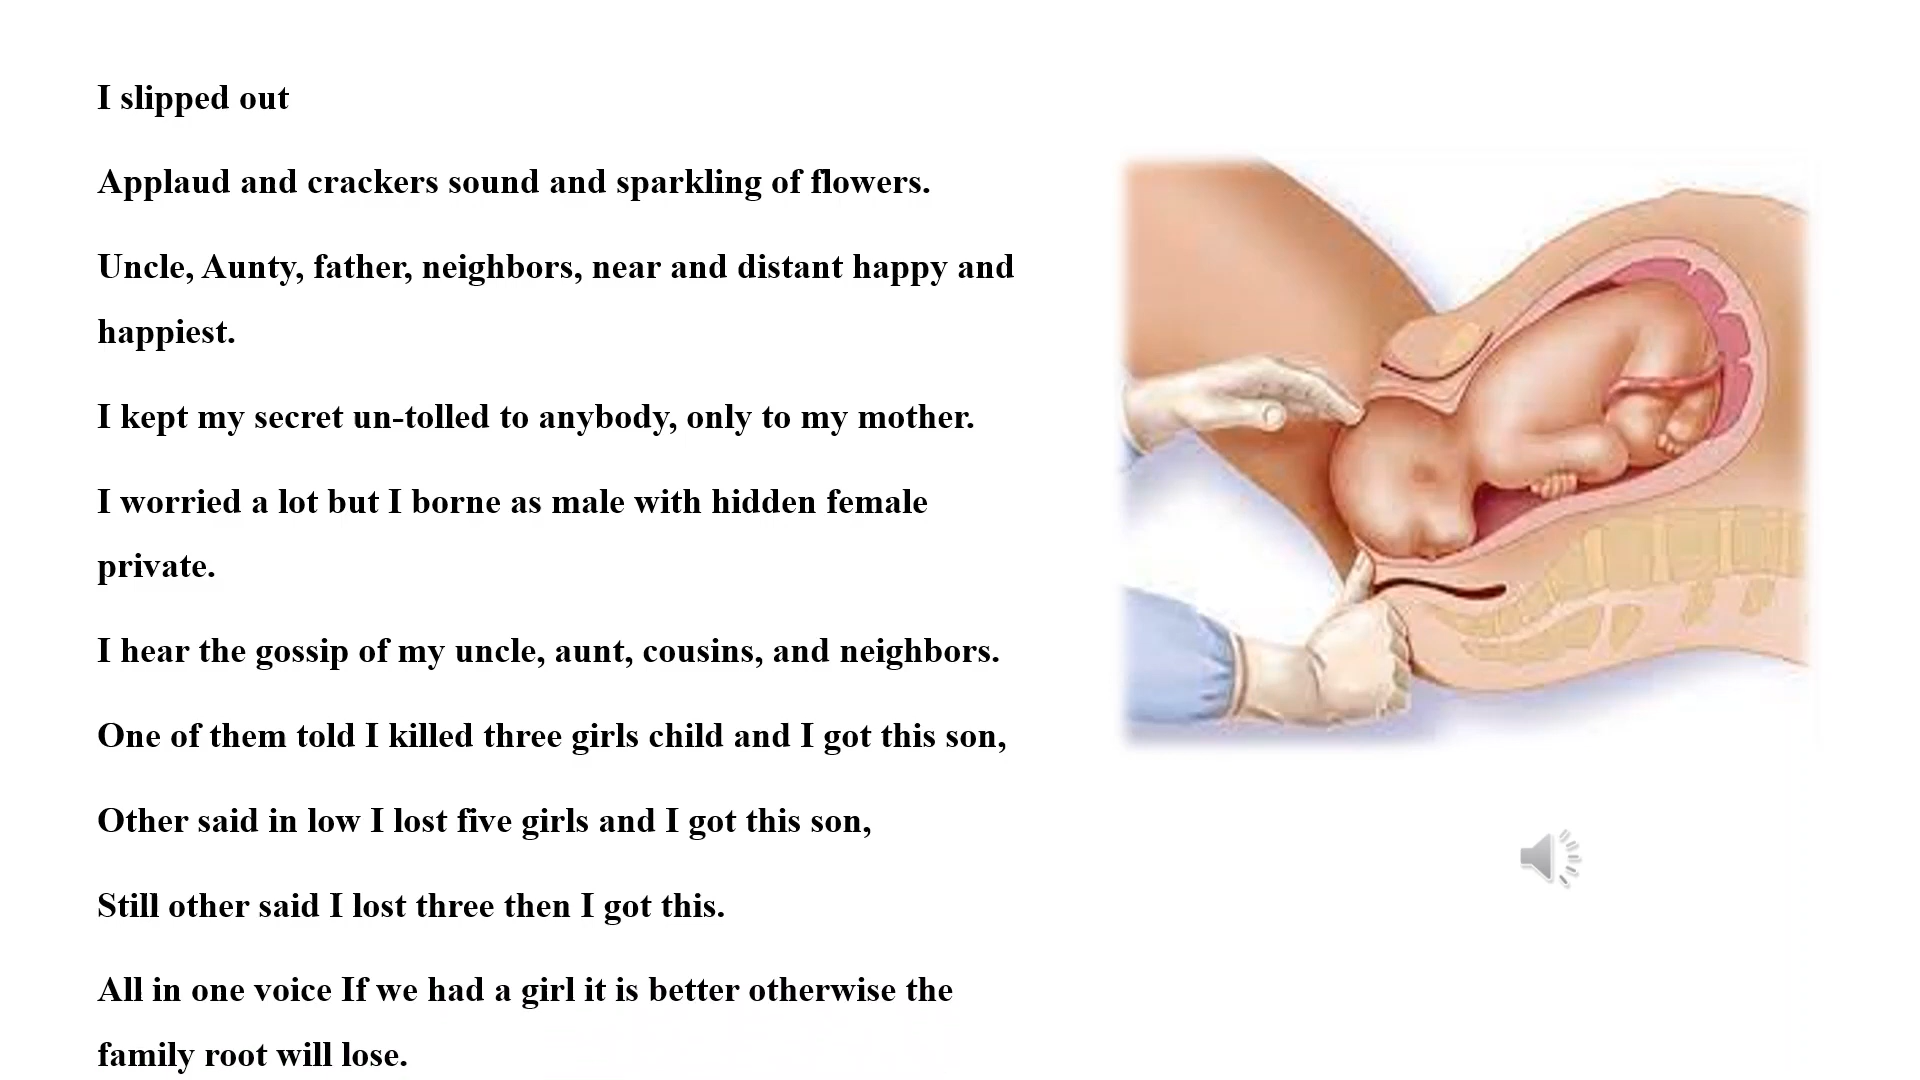 I slipped out
Applaud and crackers sound and sparkling of flowers.
Uncle, Aunty, father, neighbors, near and distant happy and
happiest.
I kept my secret un-tolled to anybody, only to my mother.
I worried a lot but I borne as male with hidden female
private.
I hear the gossip of my uncle, aunt, cousins, and neighbors.
One of them told I killed three girls child and I got this son,
Other said in low I lost five girls and I got this son,
Still other said I lost three then I got this.
All in one voice If we had a girl it is better otherwise the
family root will lose.